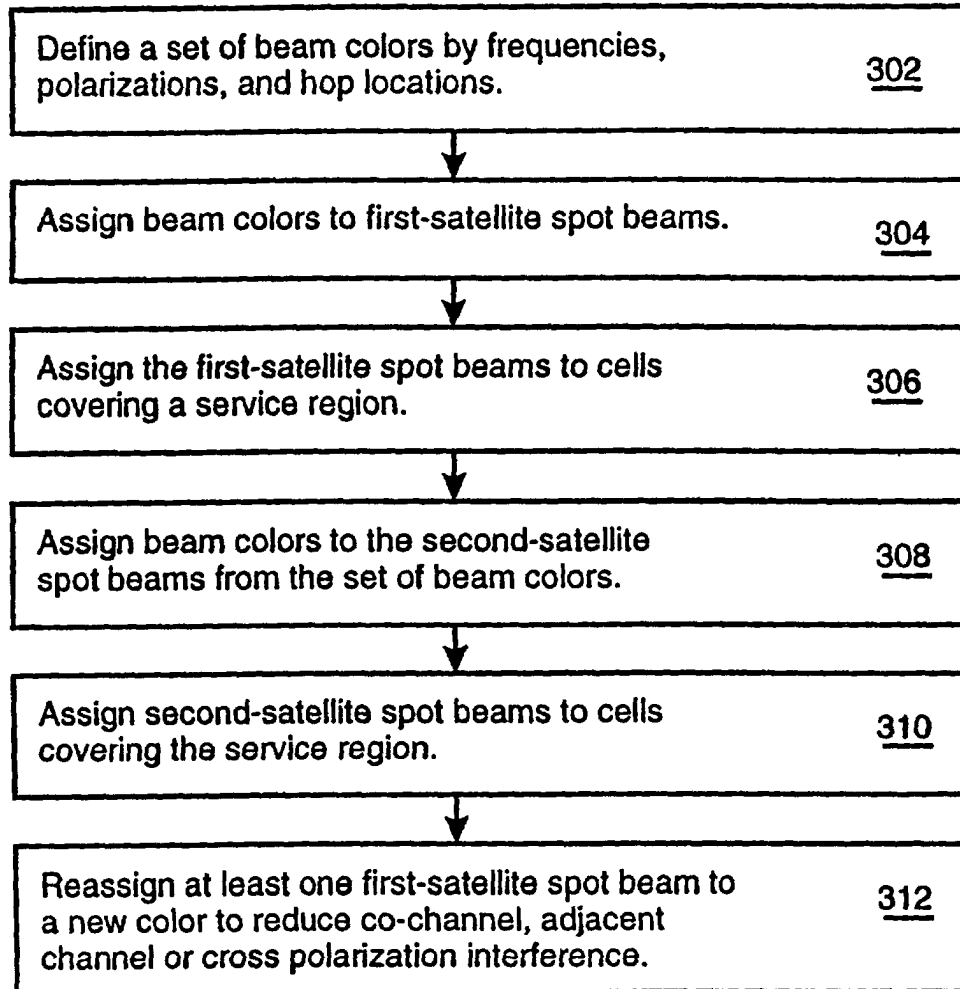 Define a set of beam colors by frequencies,
polarizations, and hop locations.
302
Assign beam colors to first-satellite spot beams.
304
Assign the first-satellite spot beams to cells
covering a service region.
306
Assign beam colors to the second-satellite
spot beams from the set of beam colors.
308
Assign second-satellite spot beams to cells
covering the service region.
310
Reassign at least one first-satellite spot beam to
a new color to reduce co-channel, adjacent
channel or cross polarization interference.
312